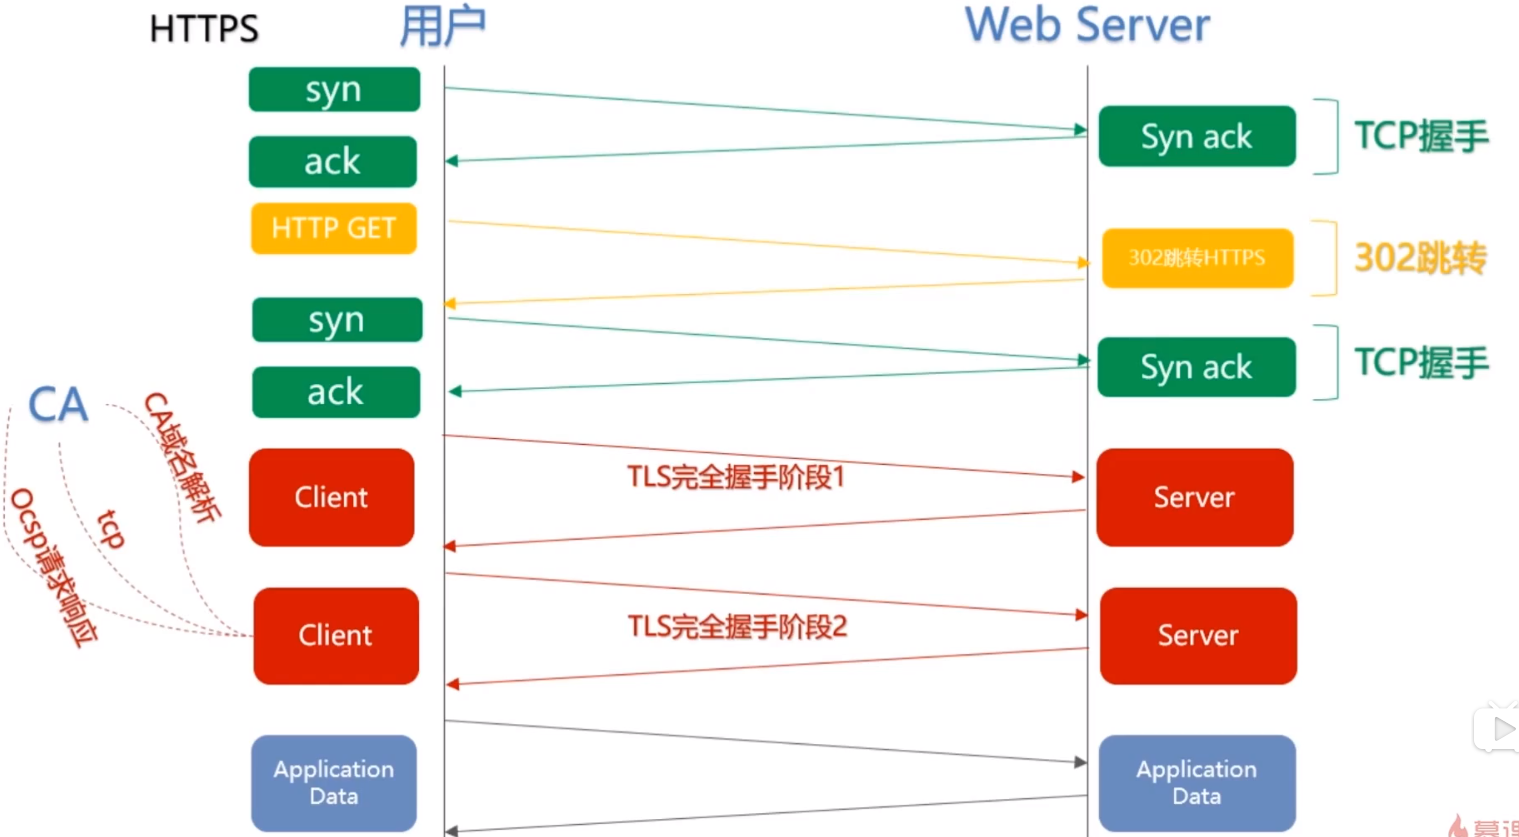 HTTPS
用户
Web Server
syn
Syn ack
TCP握手
ack
HTTP GET
302跳转HTTPS
302跳转
syn
Syn ack
TCP握手
ack
CA
CA域名解析
tcp
Ocsp请求响应
Client
TLS完全握手阶段1
Server
Client
TLS完全握手阶段2
Server
Application
Data
Application
Data